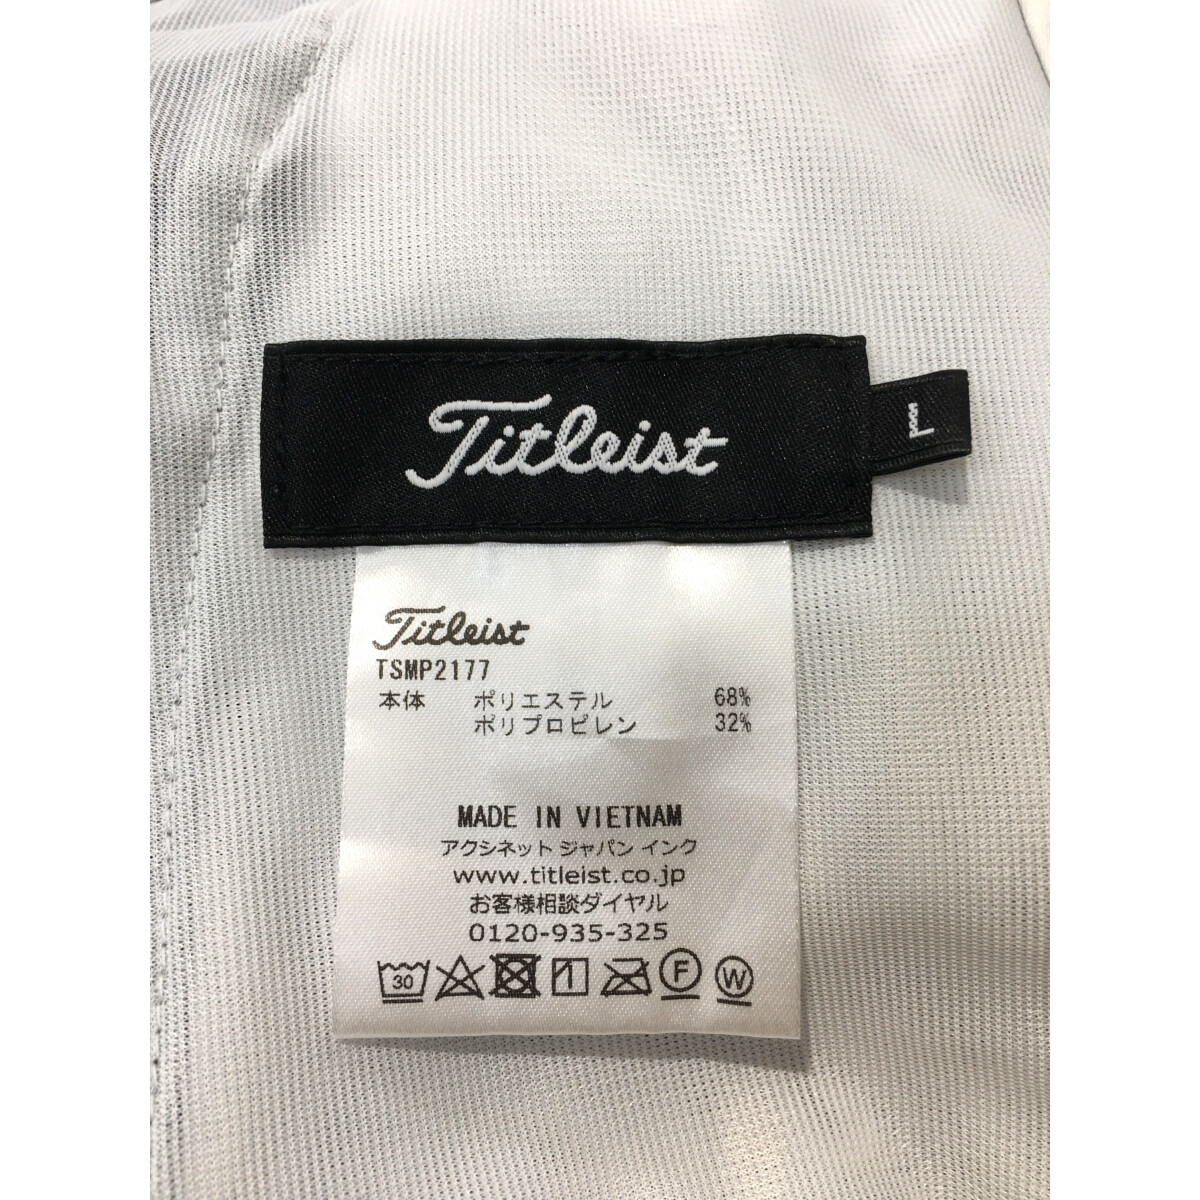 Titleist
L
Titleist
TSMP2177
本体 ポリエステル 68%
ポリプロピレン 32%
MADE IN VIETNAM
アクシネット ジャパン インク
www.titleist.co.jp
お客様相談ダイヤル
0120-935-325
30 F W